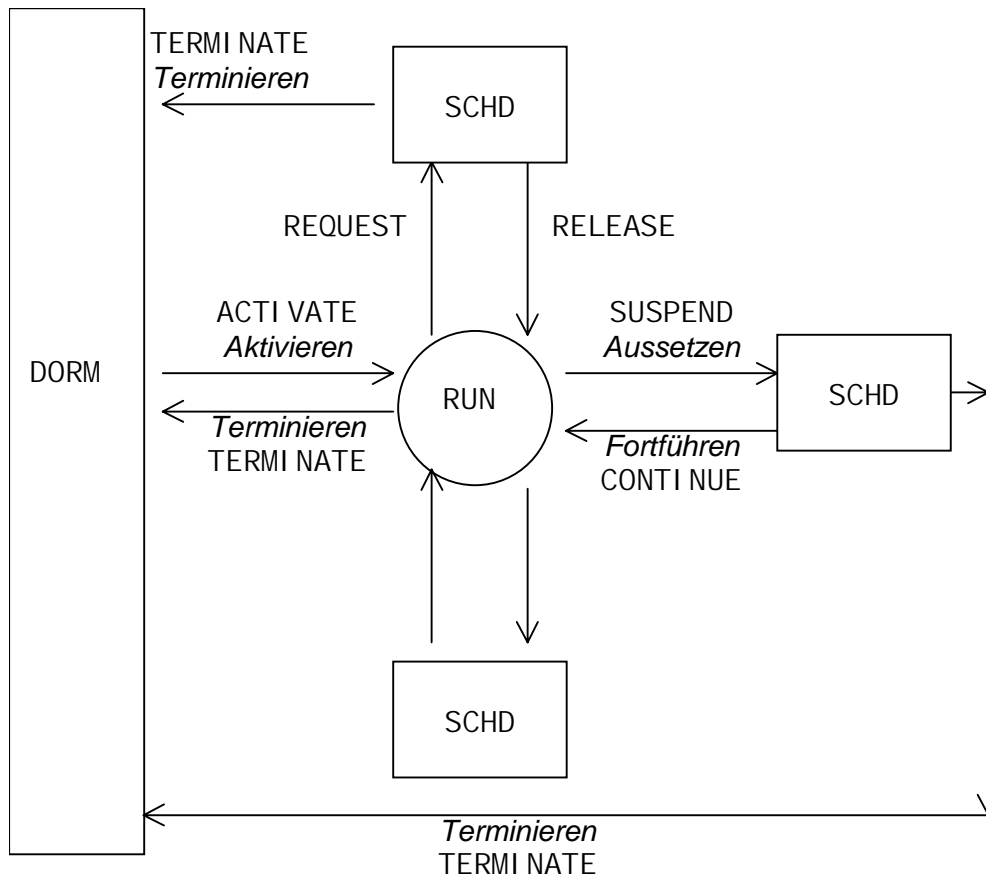 TERMINATE
Terminieren
SCHD
REQUEST
RELEASE
ACTIVATE
Aktivieren
SUSPEND
Aussetzen
DORM
RUN
SCHD
Terminieren
TERMINATE
Fortführen
CONTINUE
SCHD
Terminieren
TERMINATE